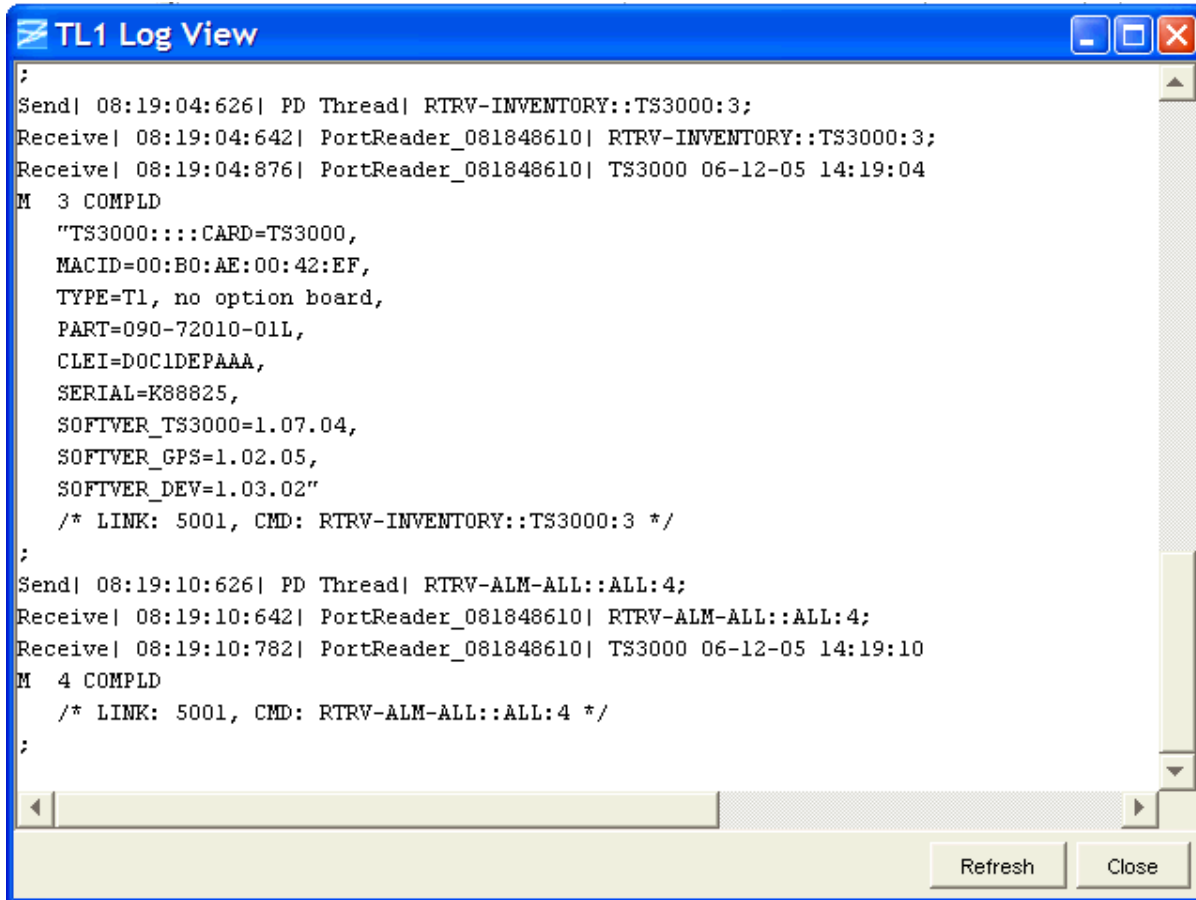 TL1 Log View
;
Send| 08:19:04:626| PD Thread| RTRV-INVENTORY::TS3000:3;
Receive| 08:19:04:642| PortReader_081848610| RTRV-INVENTORY::TS3000:3;
Receive| 08:19:04:876| PortReader_081848610| TS3000 06-12-05 14:19:04
M  3 COMPLD
   "TS3000::::CARD=TS3000,
   MACID=00:B0:AE:00:42:EF,
   TYPE=T1, no option board,
   PART=090-72010-01L,
   CLEI=D0C1DEPAAA,
   SERIAL=K88825,
   SOFTVER_TS3000=1.07.04,
   SOFTVER_GPS=1.02.05,
   SOFTVER_DEV=1.03.02"
   /* LINK: 5001, CMD: RTRV-INVENTORY::TS3000:3 */
;
Send| 08:19:10:626| PD Thread| RTRV-ALM-ALL::ALL:4;
Receive| 08:19:10:642| PortReader_081848610| RTRV-ALM-ALL::ALL:4;
Receive| 08:19:10:782| PortReader_081848610| TS3000 06-12-05 14:19:10
M  4 COMPLD
   /* LINK: 5001, CMD: RTRV-ALM-ALL::ALL:4 */
;
Refresh Close